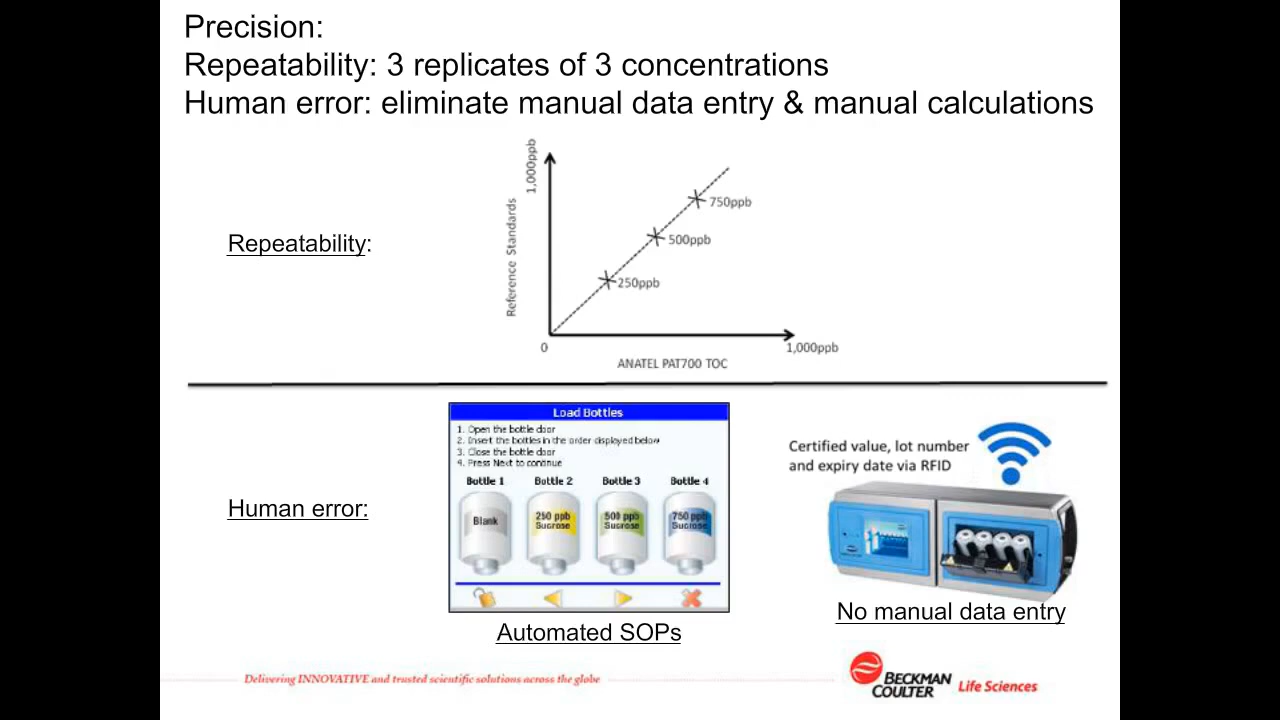 Precision:
Repeatability: 3 replicates of 3 concentrations
Human error: eliminate manual data entry & manual calculations
Repeatability:
1,000ppb
Reference Standards
750ppb
500ppb
250ppb
0
1,000ppb
ANATEL PAT700 TOC
Human error:
Load Bottles
1. Open the bottle door
2. Insert the bottles in the order displayed below
3. Close the bottle door
4. Press Next to continue
Bottle 1 Bottle 2 Bottle 3 Bottle 4
Blank
250 ppb
Sucrose
500 ppb
Sucrose
750 ppb
Sucrose
Automated SOPs
Certified value, lot number
and expiry date via RFID
No manual data entry
Delivering INNOVATIVE and trusted scientific solutions across the globe
BECKMAN
COULTER
Life Sciences